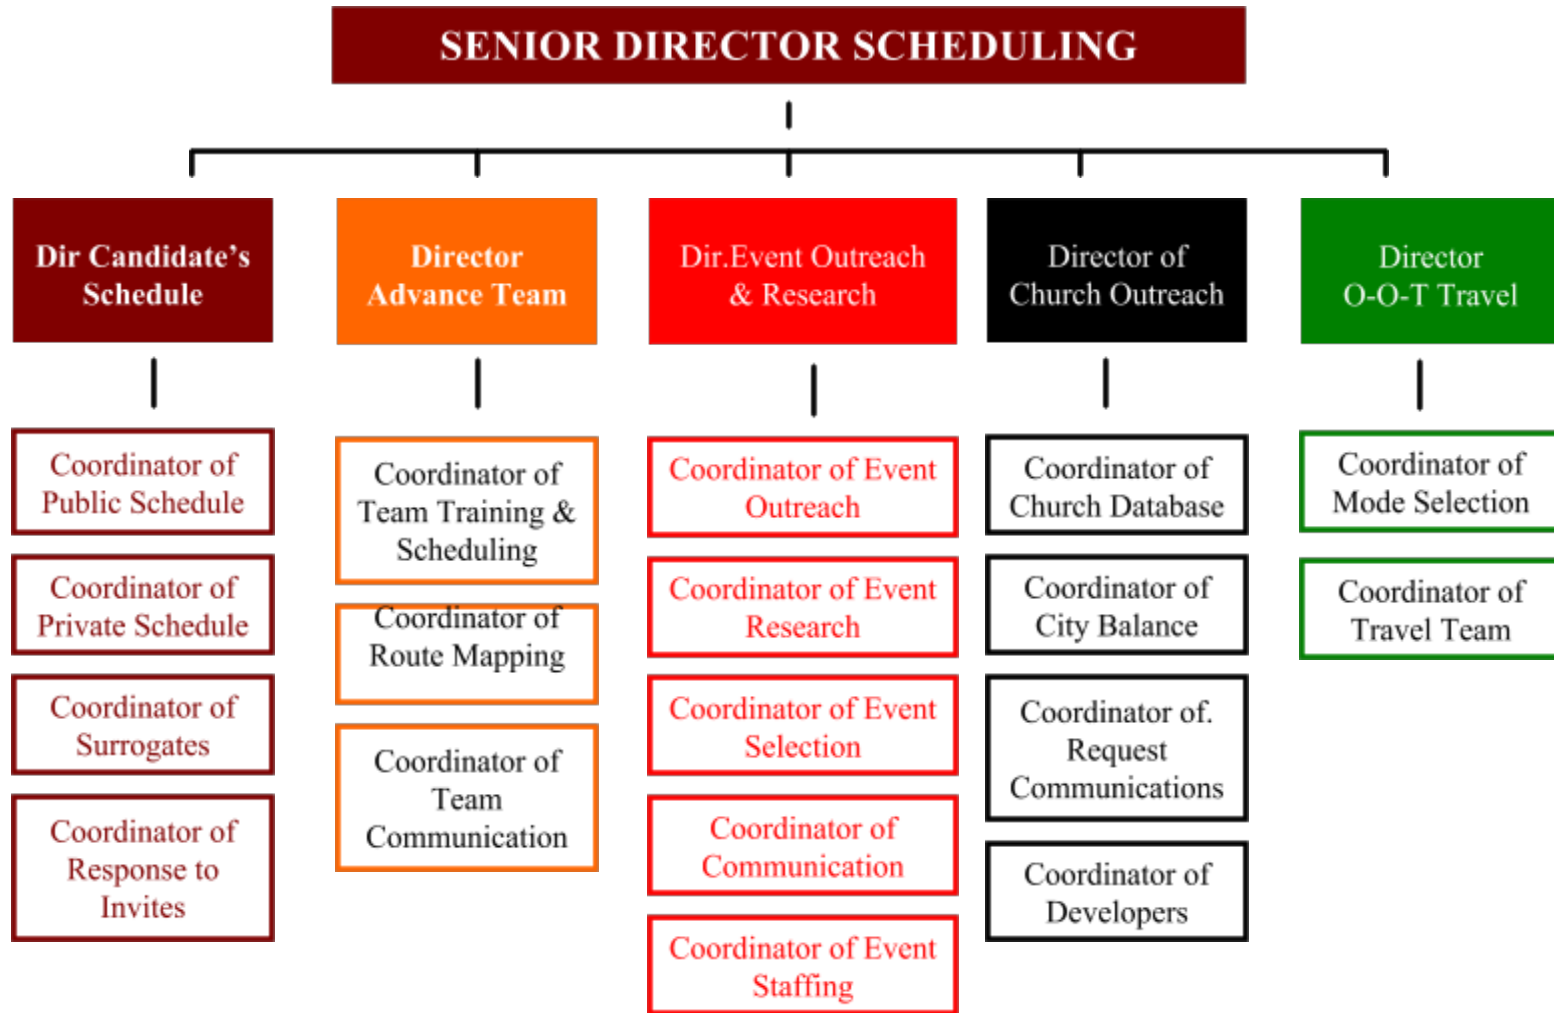 SENIOR DIRECTOR SCHEDULING
Dir Candidate’s
Schedule
Director
Advance Team
Dir.Event Outreach
& Research
Director of
Church Outreach
Director
O-O-T Travel
Coordinator of
Public Schedule
Coordinator of
Private Schedule
Coordinator of
Surrogates
Coordinator of
Response to
Invites
Coordinator of
Team Training &
Scheduling
Coordinator of
Route Mapping
Coordinator of
Team
Communication
Coordinator of Event
Outreach
Coordinator of Event
Research
Coordinator of Event
Selection
Coordinator of
Communication
Coordinator of Event
Staffing
Coordinator of
Church Database
Coordinator of
City Balance
Coordinator of.
Request
Communications
Coordinator of
Developers
Coordinator of
Mode Selection
Coordinator of
Travel Team